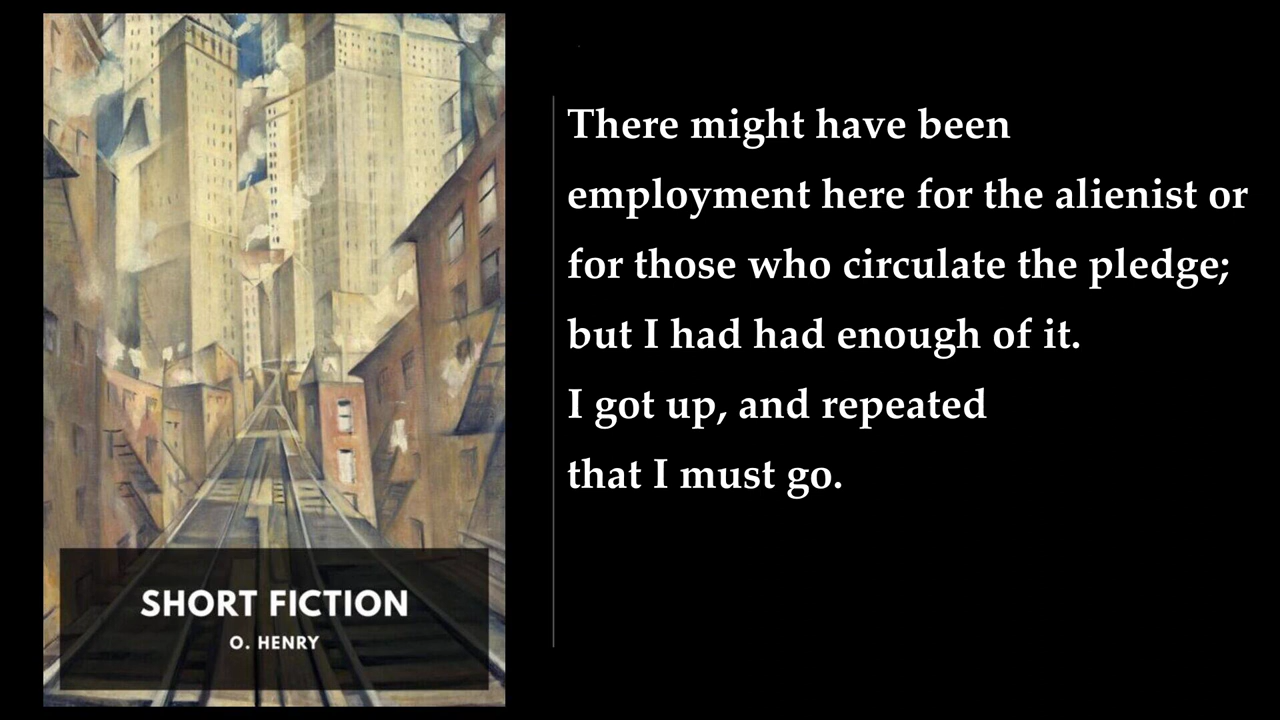 There might have been
employment here for the alienist or
for those who circulate the pledge;
but I had had enough of it.
I got up, and repeated
that I must go.
SHORT FICTION
O. HENRY